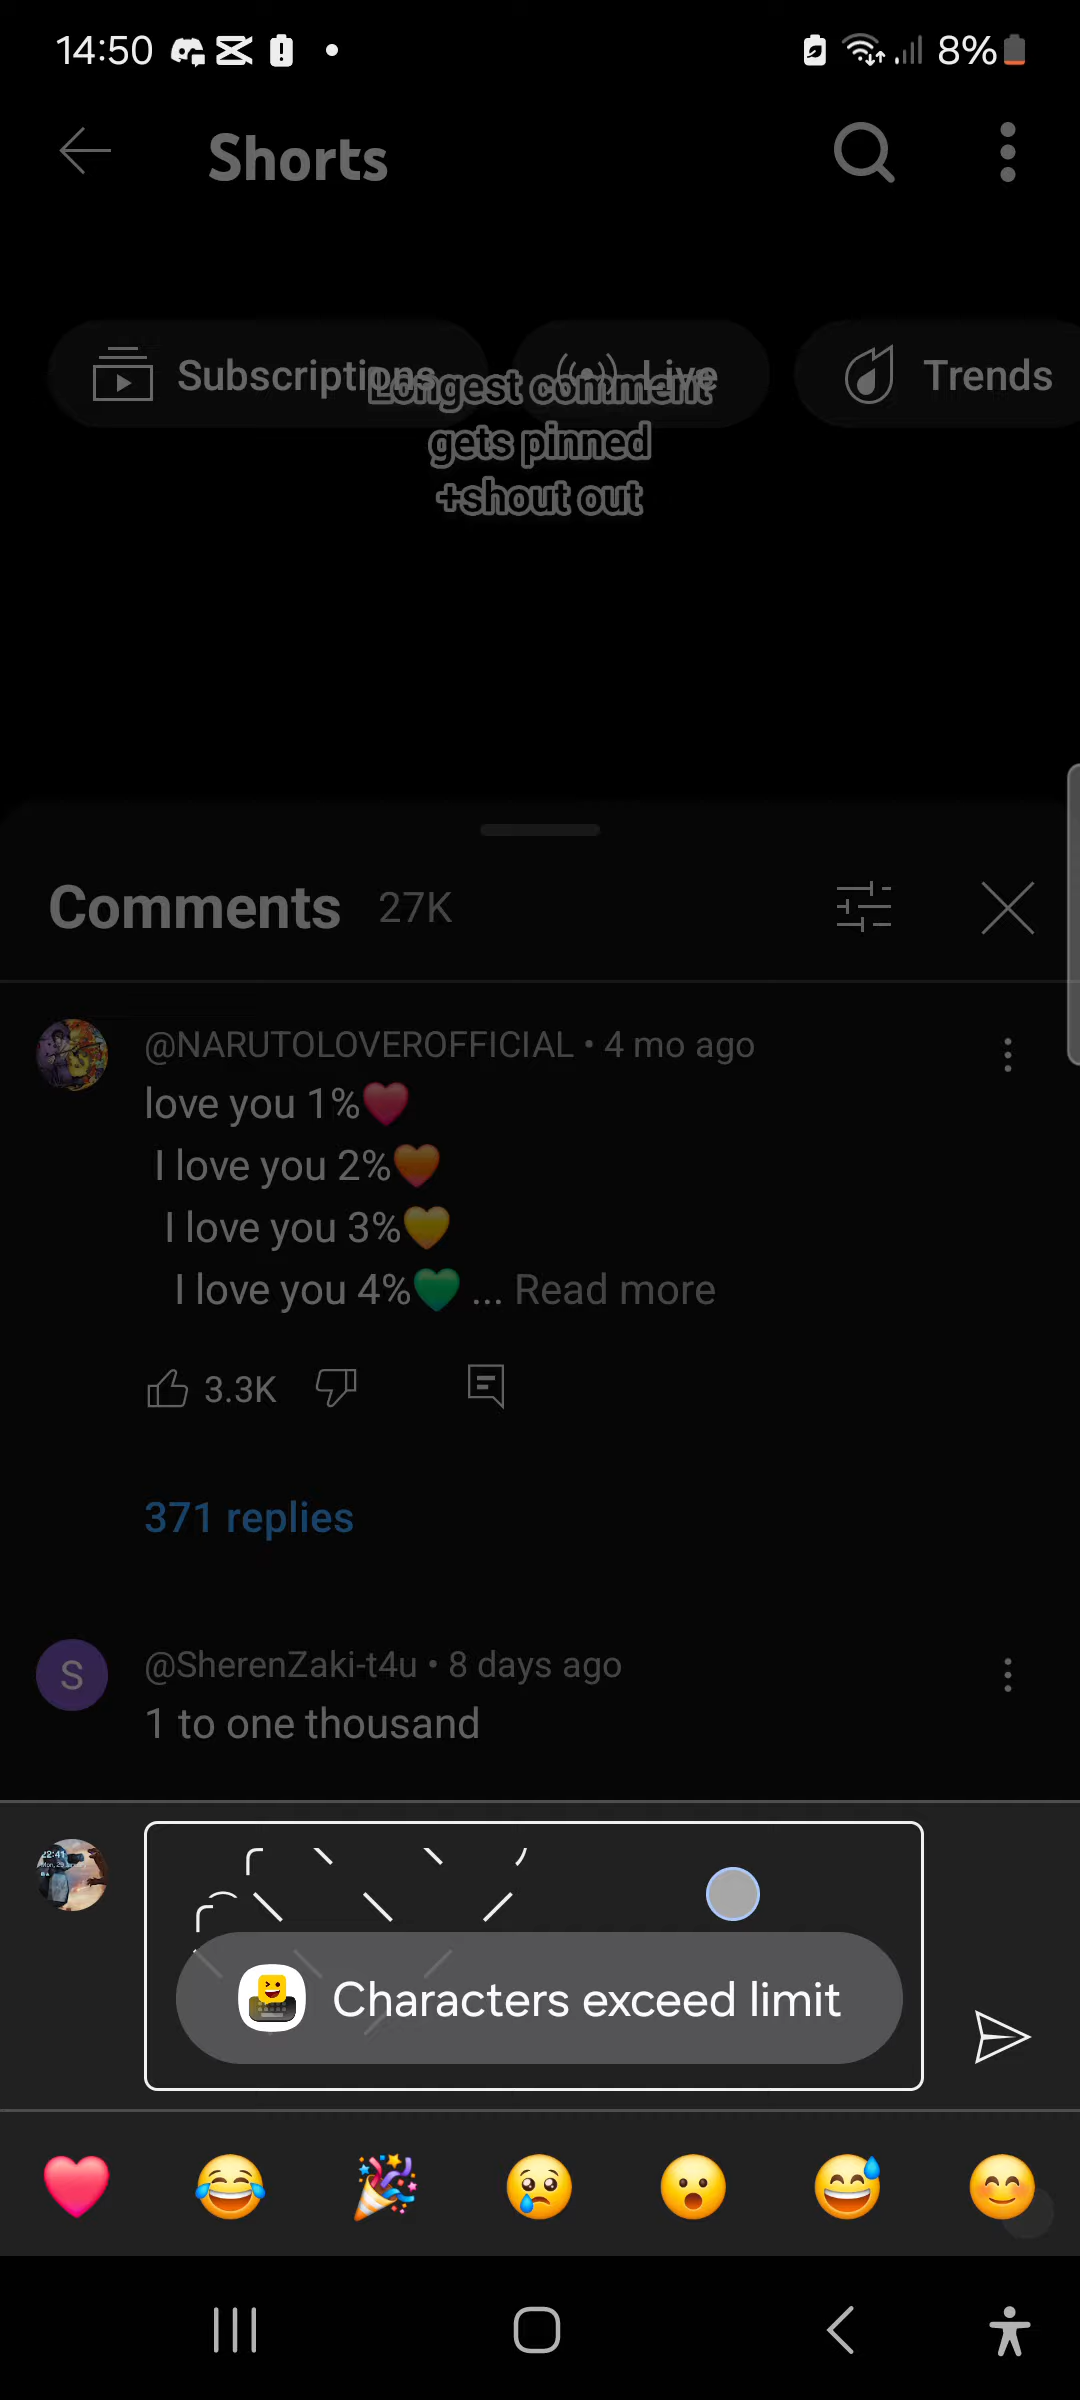 14:50 8%
Shorts
Subscriptions Live Trends
Longest comment
gets pinned
+shout out
Comments 27K
@NARUTOLOVEROFFICIAL • 4 mo ago
love you 1%❤️
I love you 2%🧡
I love you 3%💛
I love you 4%💚 ... Read more
3.3K
371 replies
S
@SherenZaki-t4u • 8 days ago
1 to one thousand
22:41
Characters exceed limit